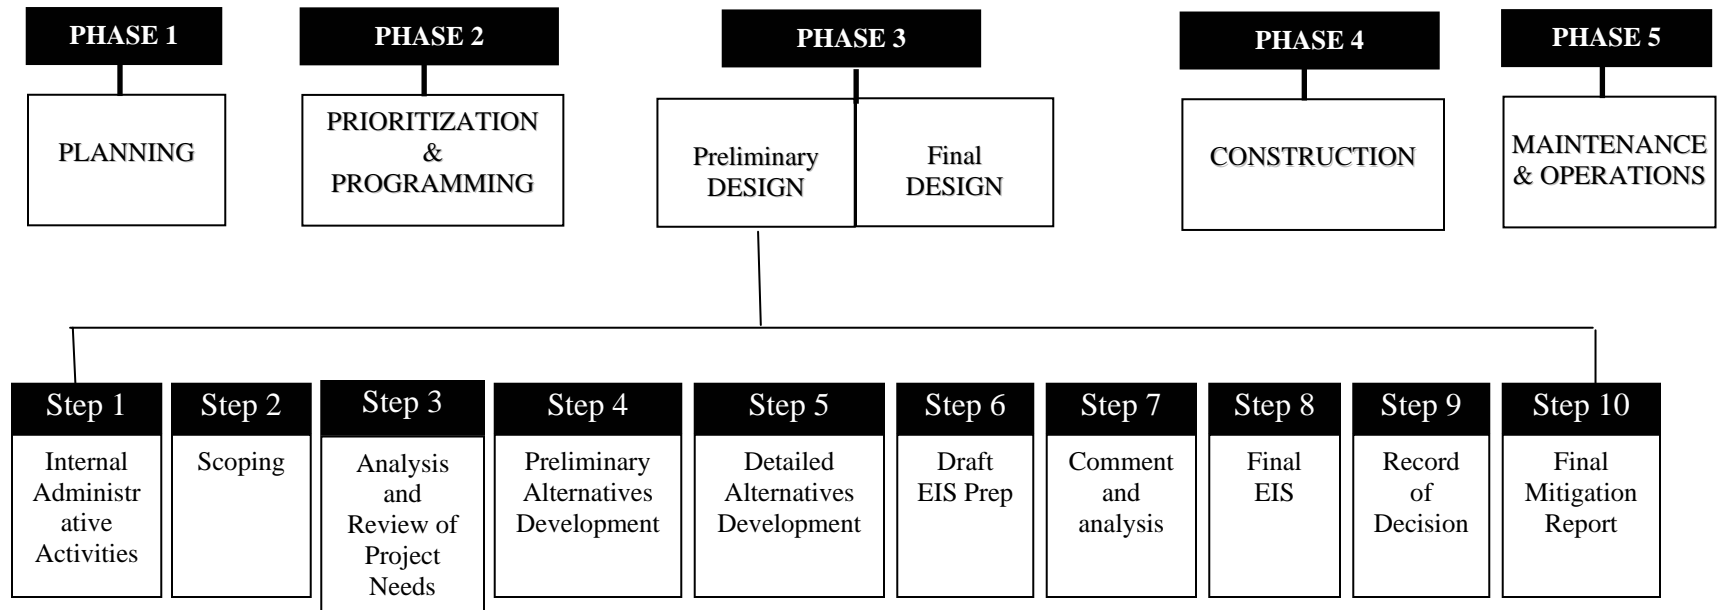 PHASE 1
PLANNING
PHASE 2
PRIORITIZATION
&
PROGRAMMING
PHASE 3
Preliminary
DESIGN
Final
DESIGN
PHASE 4
CONSTRUCTION
PHASE 5
MAINTENANCE
& OPERATIONS
Step 1
Internal
Administr
ative
Activities
Step 2
Scoping
Step 3
Analysis
and
Review of
Project
Needs
Step 4
Preliminary
Alternatives
Development
Step 5
Detailed
Alternatives
Development
Step 6
Draft
EIS Prep
Step 7
Comment
and
analysis
Step 8
Final
EIS
Step 9
Record
of
Decision
Step 10
Final
Mitigation
Report